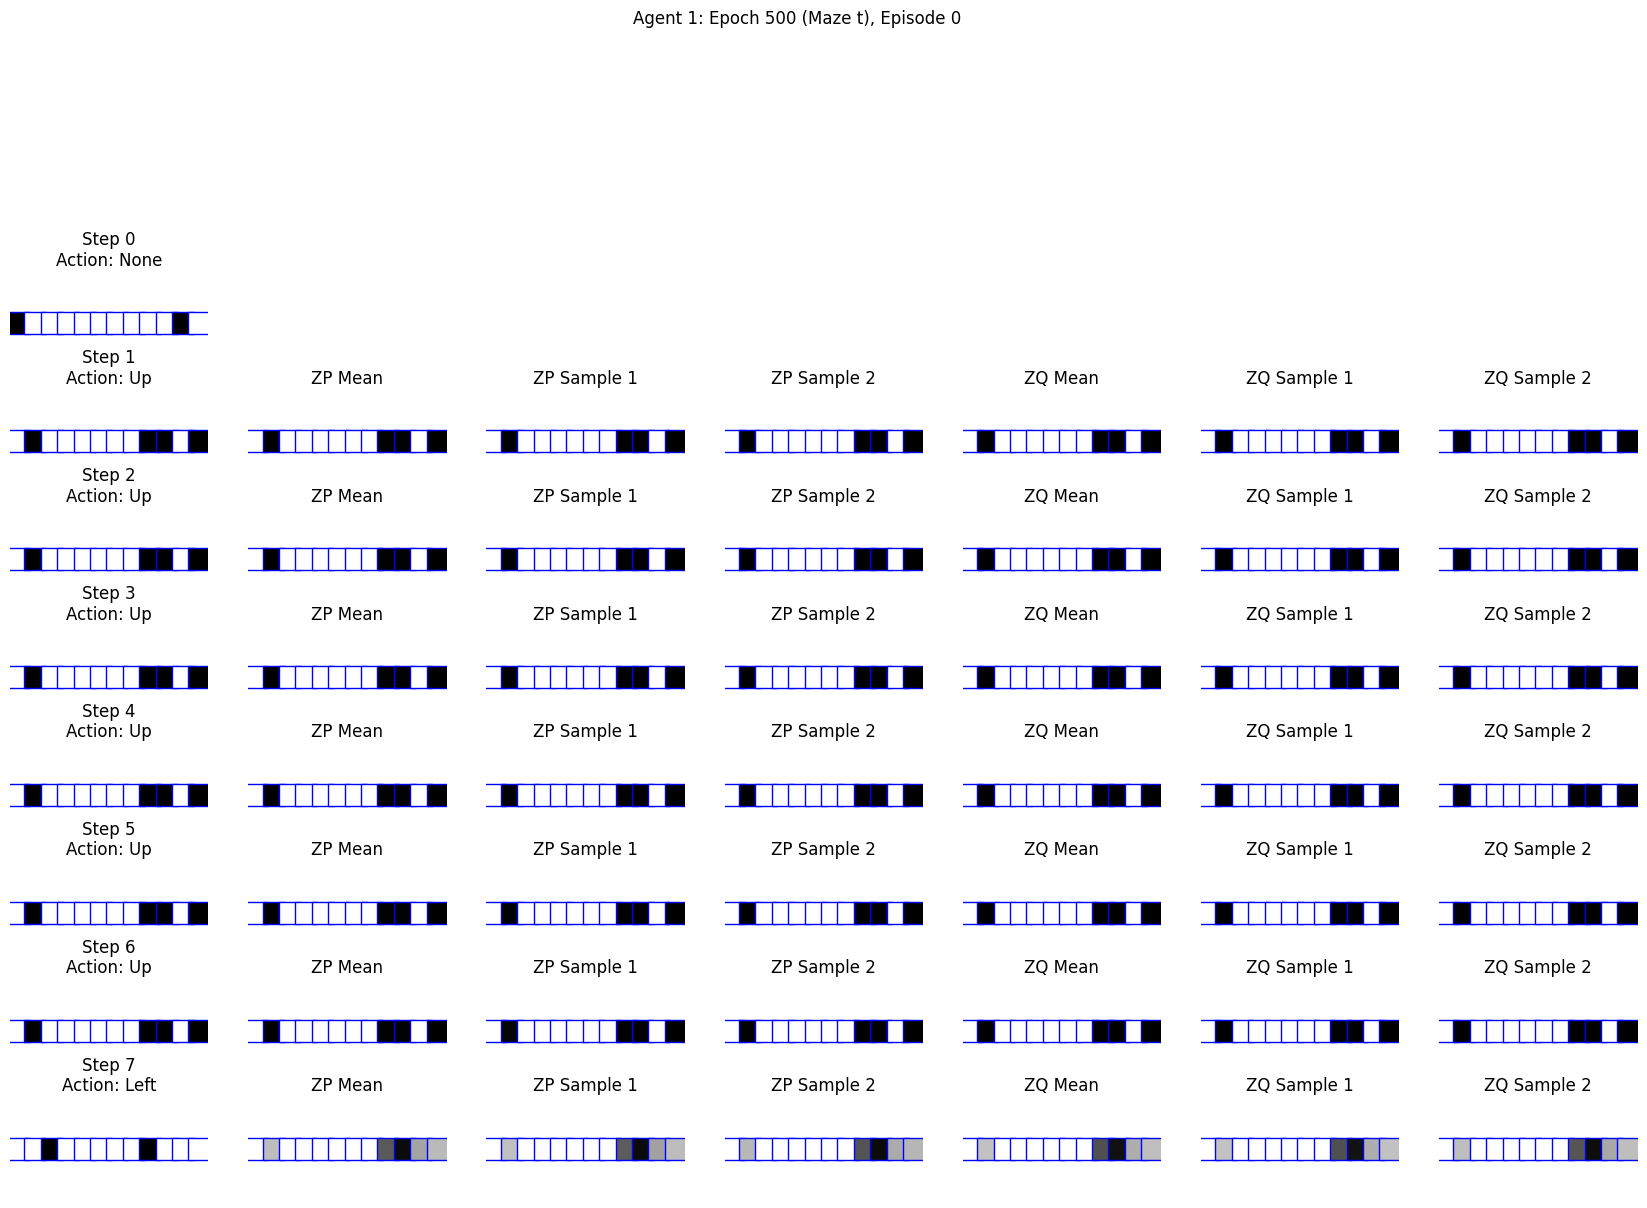 Agent 1: Epoch 500 (Maze t), Episode 0
Step 0
Action: None
Step 1
Action: Up
ZP Mean
ZP Sample 1
ZP Sample 2
ZQ Mean
ZQ Sample 1
ZQ Sample 2
Step 2
Action: Up
ZP Mean
ZP Sample 1
ZP Sample 2
ZQ Mean
ZQ Sample 1
ZQ Sample 2
Step 3
Action: Up
ZP Mean
ZP Sample 1
ZP Sample 2
ZQ Mean
ZQ Sample 1
ZQ Sample 2
Step 4
Action: Up
ZP Mean
ZP Sample 1
ZP Sample 2
ZQ Mean
ZQ Sample 1
ZQ Sample 2
Step 5
Action: Up
ZP Mean
ZP Sample 1
ZP Sample 2
ZQ Mean
ZQ Sample 1
ZQ Sample 2
Step 6
Action: Up
ZP Mean
ZP Sample 1
ZP Sample 2
ZQ Mean
ZQ Sample 1
ZQ Sample 2
Step 7
Action: Left
ZP Mean
ZP Sample 1
ZP Sample 2
ZQ Mean
ZQ Sample 1
ZQ Sample 2